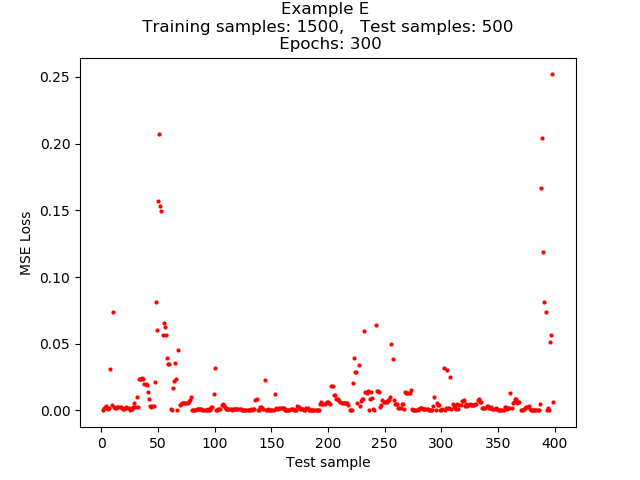 Example E
Training samples: 1500,   Test samples: 500
Epochs: 300
0.25
0.20
0.15
0.10
0.05
0.00
MSE Loss
0 50 100 150 200 250 300 350 400
Test sample